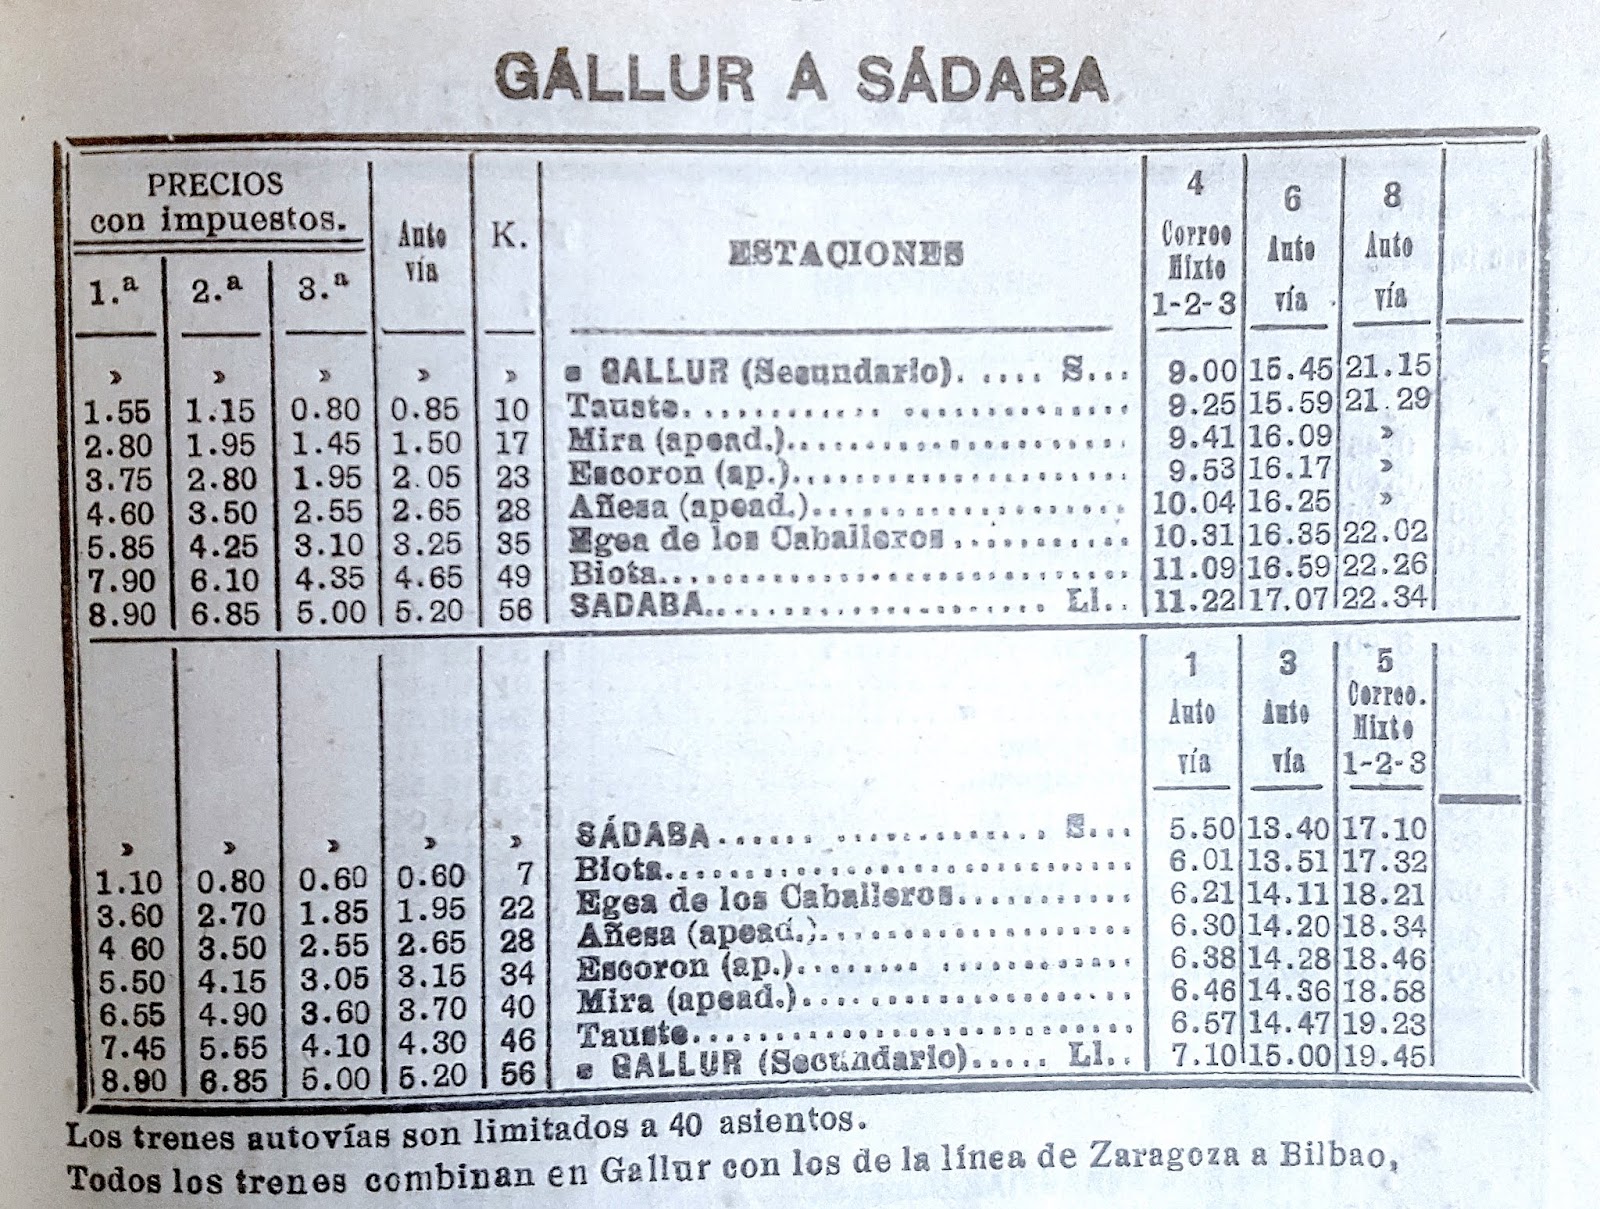 GÁLLUR A SÁDABA
PRECIOS con impuestos. Auto vía K. ESTACIONES 4 Correo Mixto 1-2-3 6 Auto vía 8 Auto vía
1.ª 2.ª 3.ª
» » » » » GALLUR (Secundario). ..... S... 9.00 15.45 21.15
1.55 1.15 0.80 0.85 10 Tauste. 9.25 15.59 21.29
2.80 1.95 1.45 1.50 17 Mira (apead.). 9.41 16.09 »
3.75 2.80 1.95 2.05 23 Escoron (ap.). 9.53 16.17 »
4.60 3.50 2.55 2.65 28 Añesa (apead.). 10.04 16.25 »
5.85 4.25 3.10 3.25 35 Egea de los Caballeros 10.31 16.35 22.02
7.90 6.10 4.35 4.65 49 Biota. 11.09 16.59 22.26
8.90 6.85 5.00 5.20 56 SADABA. Ll.. 11.22 17.07 22.34
1 Auto vía 3 Auto vía 5 Correo. Mixto 1-2-3
» » » » » SÁDABA. S... 5.50 13.40 17.10
1.10 0.80 0.60 0.60 7 Biota. 6.01 13.51 17.32
3.60 2.70 1.85 1.95 22 Egea de los Caballeros. 6.21 14.11 18.21
4 60 3.50 2.55 2.65 28 Añesa (apead.). 6.30 14.20 18.34
5.50 4.15 3.05 3.15 34 Escoron (ap.). 6.38 14.28 18.46
6.55 4.90 3.60 3.70 40 Mira (apead.). 6.46 14.36 18.58
7.45 5.55 4.10 4.30 46 Tauste. 6.57 14.47 19.23
8.90 6.85 5.00 5.20 56 GALLUR (Secundario). .... Ll.. 7.10 15.00 19.45
Los trenes autovías son limitados a 40 asientos.
Todos los trenes combinan en Gallur con los de la línea de Zaragoza a Bilbao,